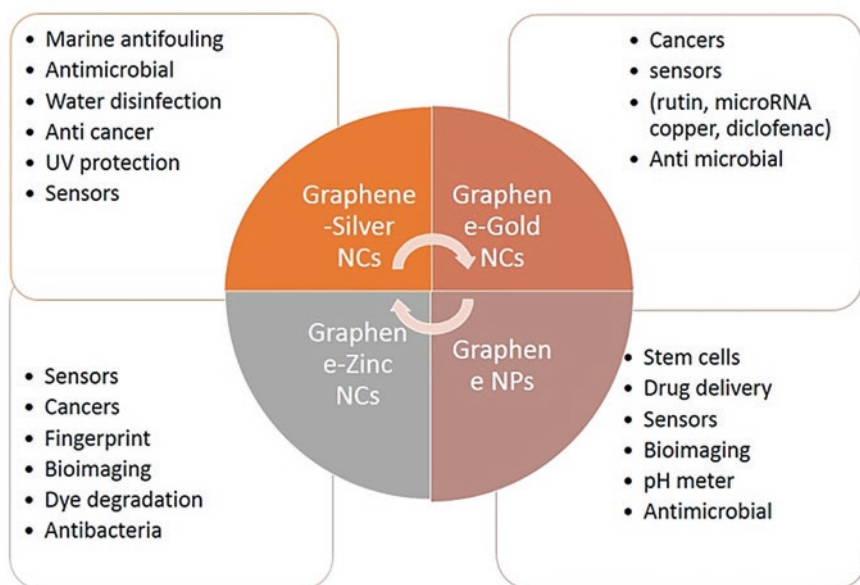 • Marine antifouling
• Antimicrobial
• Water disinfection
• Anti cancer
• UV protection
• Sensors
• Cancers
• sensors
• (rutin, microRNA
copper, diclofenac)
• Anti microbial
Graphene
-Silver
NCs
Graphen
e-Gold
NCs
Graphen
e-Zinc
NCs
Graphen
e NPs
• Sensors
• Cancers
• Fingerprint
• Bioimaging
• Dye degradation
• Antibacteria
• Stem cells
• Drug delivery
• Sensors
• Bioimaging
• pH meter
• Antimicrobial